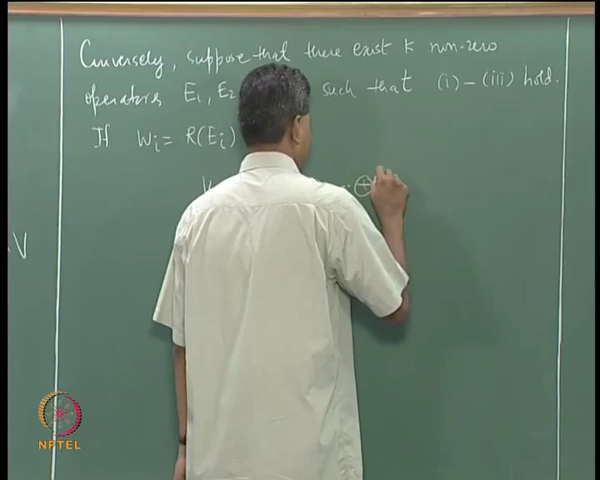 Conversely, suppose that there exist k non-zero
operators E₁, E₂ such that (i) – (iii) hold.
If Wᵢ = R(Eᵢ)
V ⊕
V
NPTEL